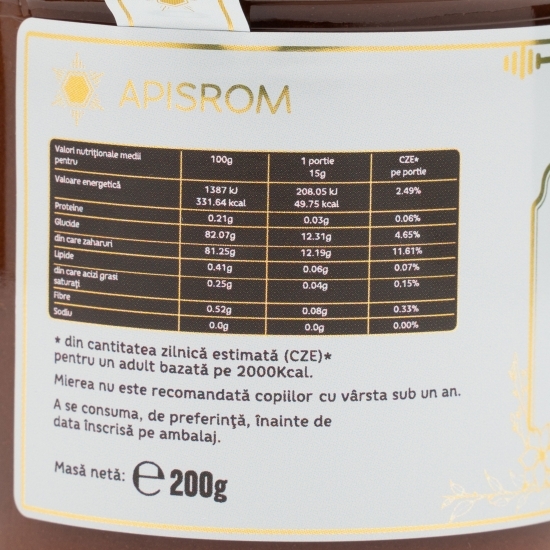 APISROM
Valori nutriționale medii pentru 100g 1 portie 15g CZE* pe portie
Valoare energetică 1387 kJ 331.64 kcal 208.05 kJ 49.75 kcal 2.49%
Proteine 0.21g 0.03g 0.06%
Glucide 82.07g 12.31g 4.65%
din care zaharuri 81.25g 12.19g 11.61%
Lipide 0.41g 0.06g 0.07%
din care acizi grasi saturați 0.25g 0.04g 0.15%
Fibre 0.52g 0.08g 0.33%
Sodiu 0.0g 0.0g 0.00%
* din cantitatea zilnică estimată (CZE)*
pentru un adult bazată pe 2000Kcal.
Mierea nu este recomandată copiilor cu vârsta sub un an.
A se consuma, de preferință, înainte de
data înscrisă pe ambalaj.
Masă netă: ℮ 200g